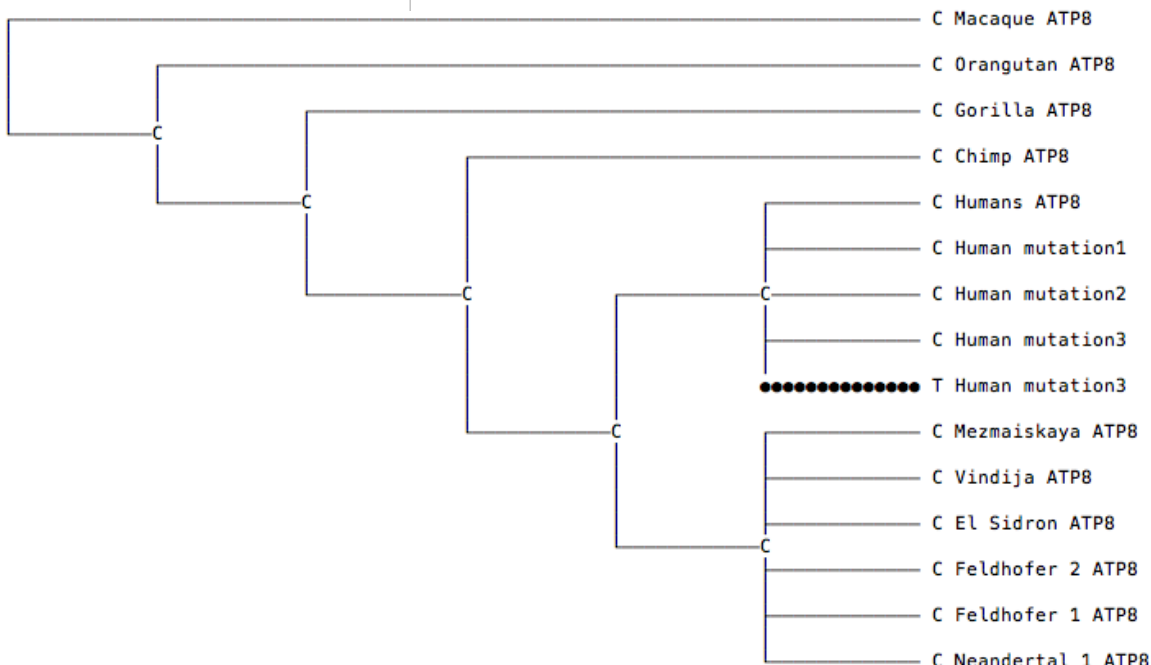 C Macaque ATP8
C Orangutan ATP8
C Gorilla ATP8
C
C Chimp ATP8
C
C Humans ATP8
C Human mutation1
C
C
C Human mutation2
C Human mutation3
T Human mutation3
C
C Mezmaiskaya ATP8
C Vindija ATP8
C El Sidron ATP8
C
C Feldhofer 2 ATP8
C Feldhofer 1 ATP8
C Neandertal 1 ATP8